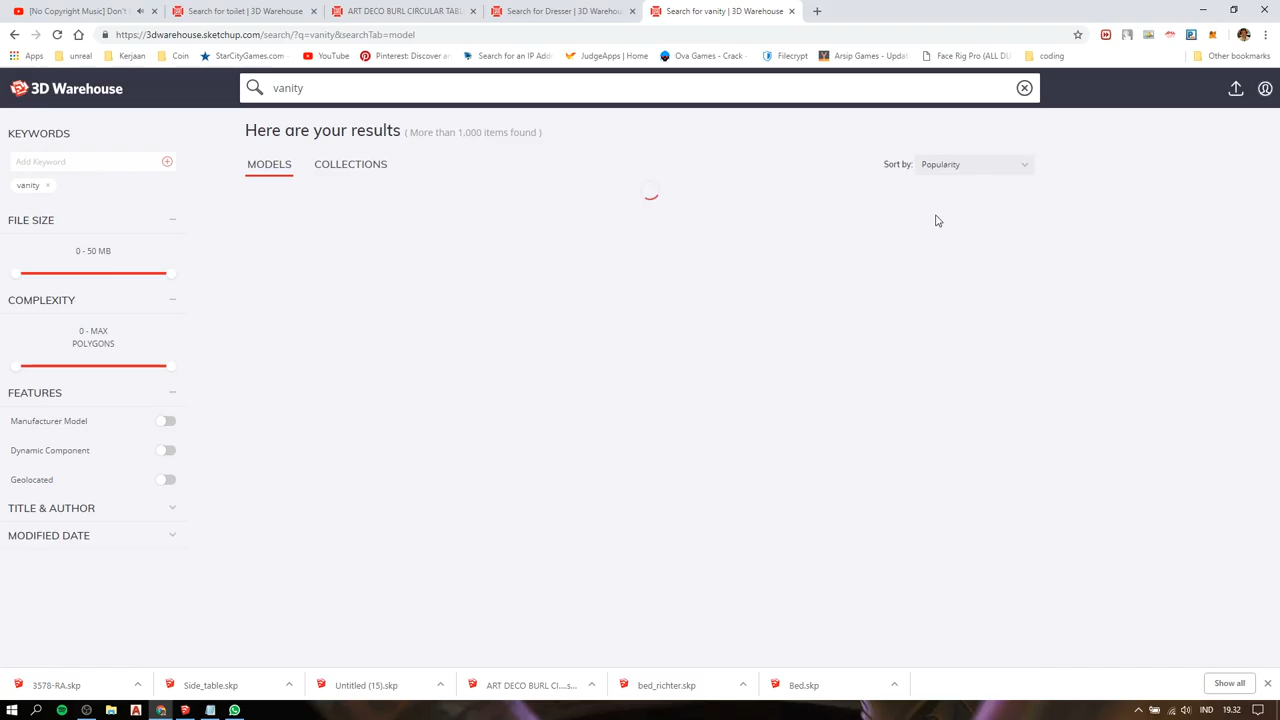 [No Copyright Music] Don't
Search for toilet | 3D Warehouse
ART DECO BURL CIRCULAR TAB
Search for Dresser | 3D Warehou
Search for vanity | 3D Warehouse
https://3dwarehouse.sketchup.com/search/?q=vanity&searchTab=model
Apps
unreal
Kerjaan
Coin
StarCityGames.com -
YouTube
Pinterest: Discover an
Search for an IP Addre
JudgeApps | Home
Ova Games - Crack -
Filecrypt
Arsip Games - Updat
Face Rig Pro (ALL DL
coding
Other bookmarks
3D Warehouse
vanity
KEYWORDS
Add Keyword
vanity ×
Here are your results ( More than 1,000 items found )
MODELS
COLLECTIONS
Sort by: Popularity
FILE SIZE
0 - 50 MB
COMPLEXITY
0 - MAX
POLYGONS
FEATURES
Manufacturer Model
Dynamic Component
Geolocated
TITLE & AUTHOR
MODIFIED DATE
3578-RA.skp
Side_table.skp
Untitled (15).skp
ART DECO BURL CI....s...
bed_richter.skp
Bed.skp
Show all
IND
19.32